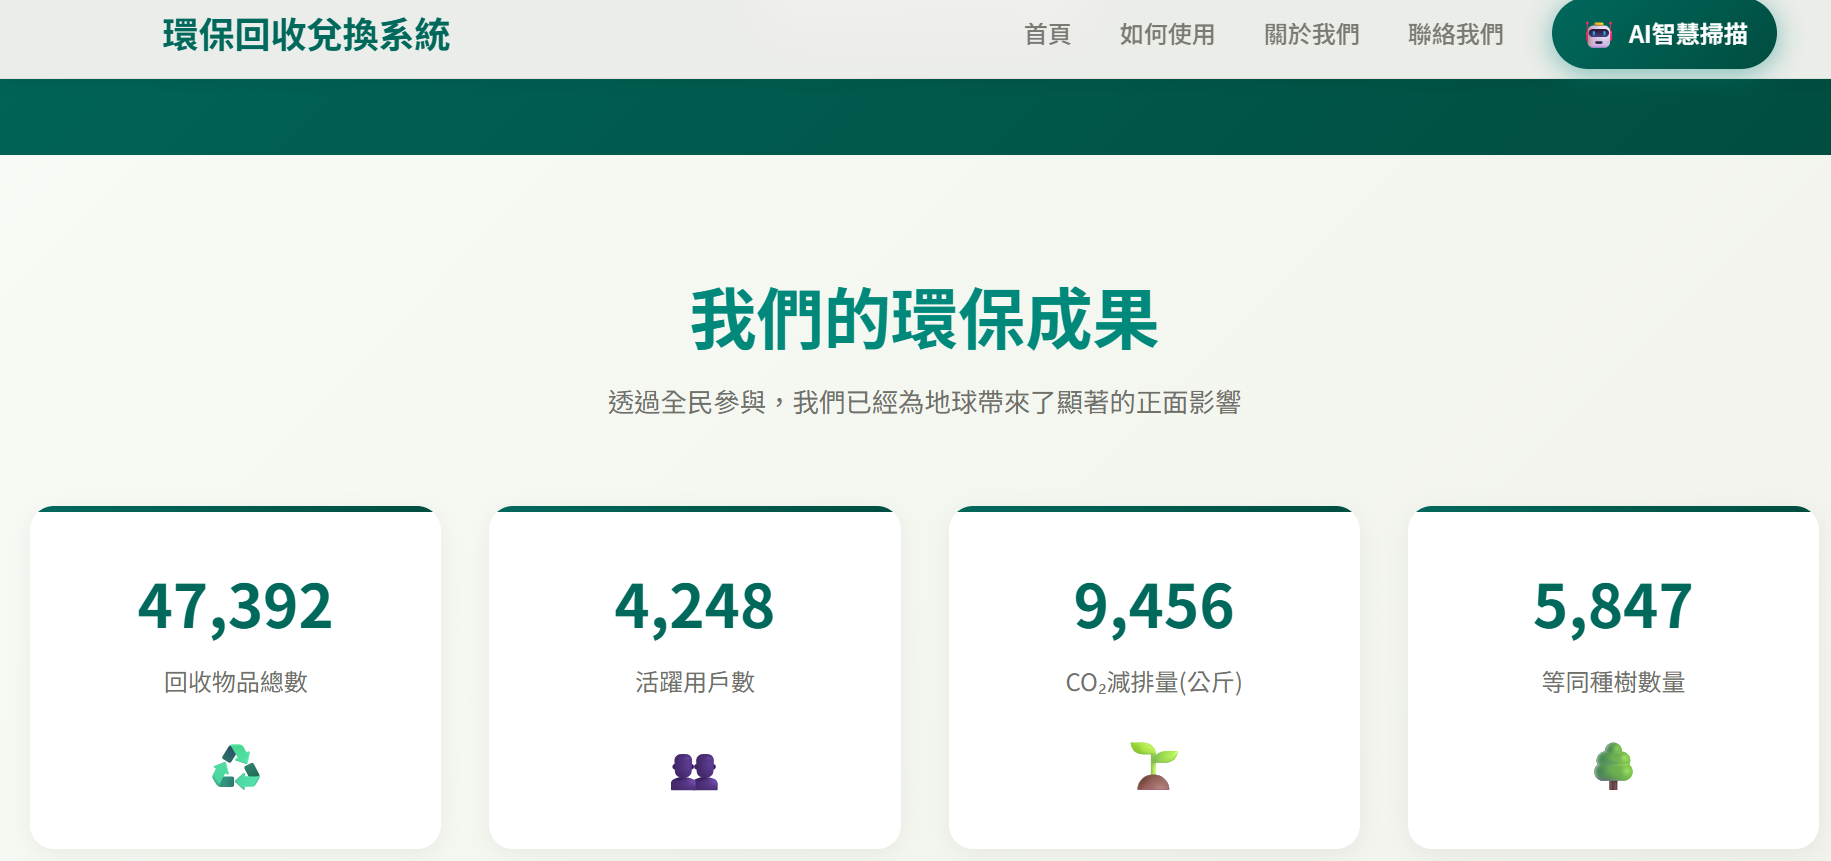 環保回收兌換系統
首頁 如何使用 關於我們 聯絡我們 AI智慧掃描
我們的環保成果
透過全民參與，我們已經為地球帶來了顯著的正面影響
47,392
回收物品總數
4,248
活躍用戶數
9,456
CO₂減排量(公斤)
5,847
等同種樹數量